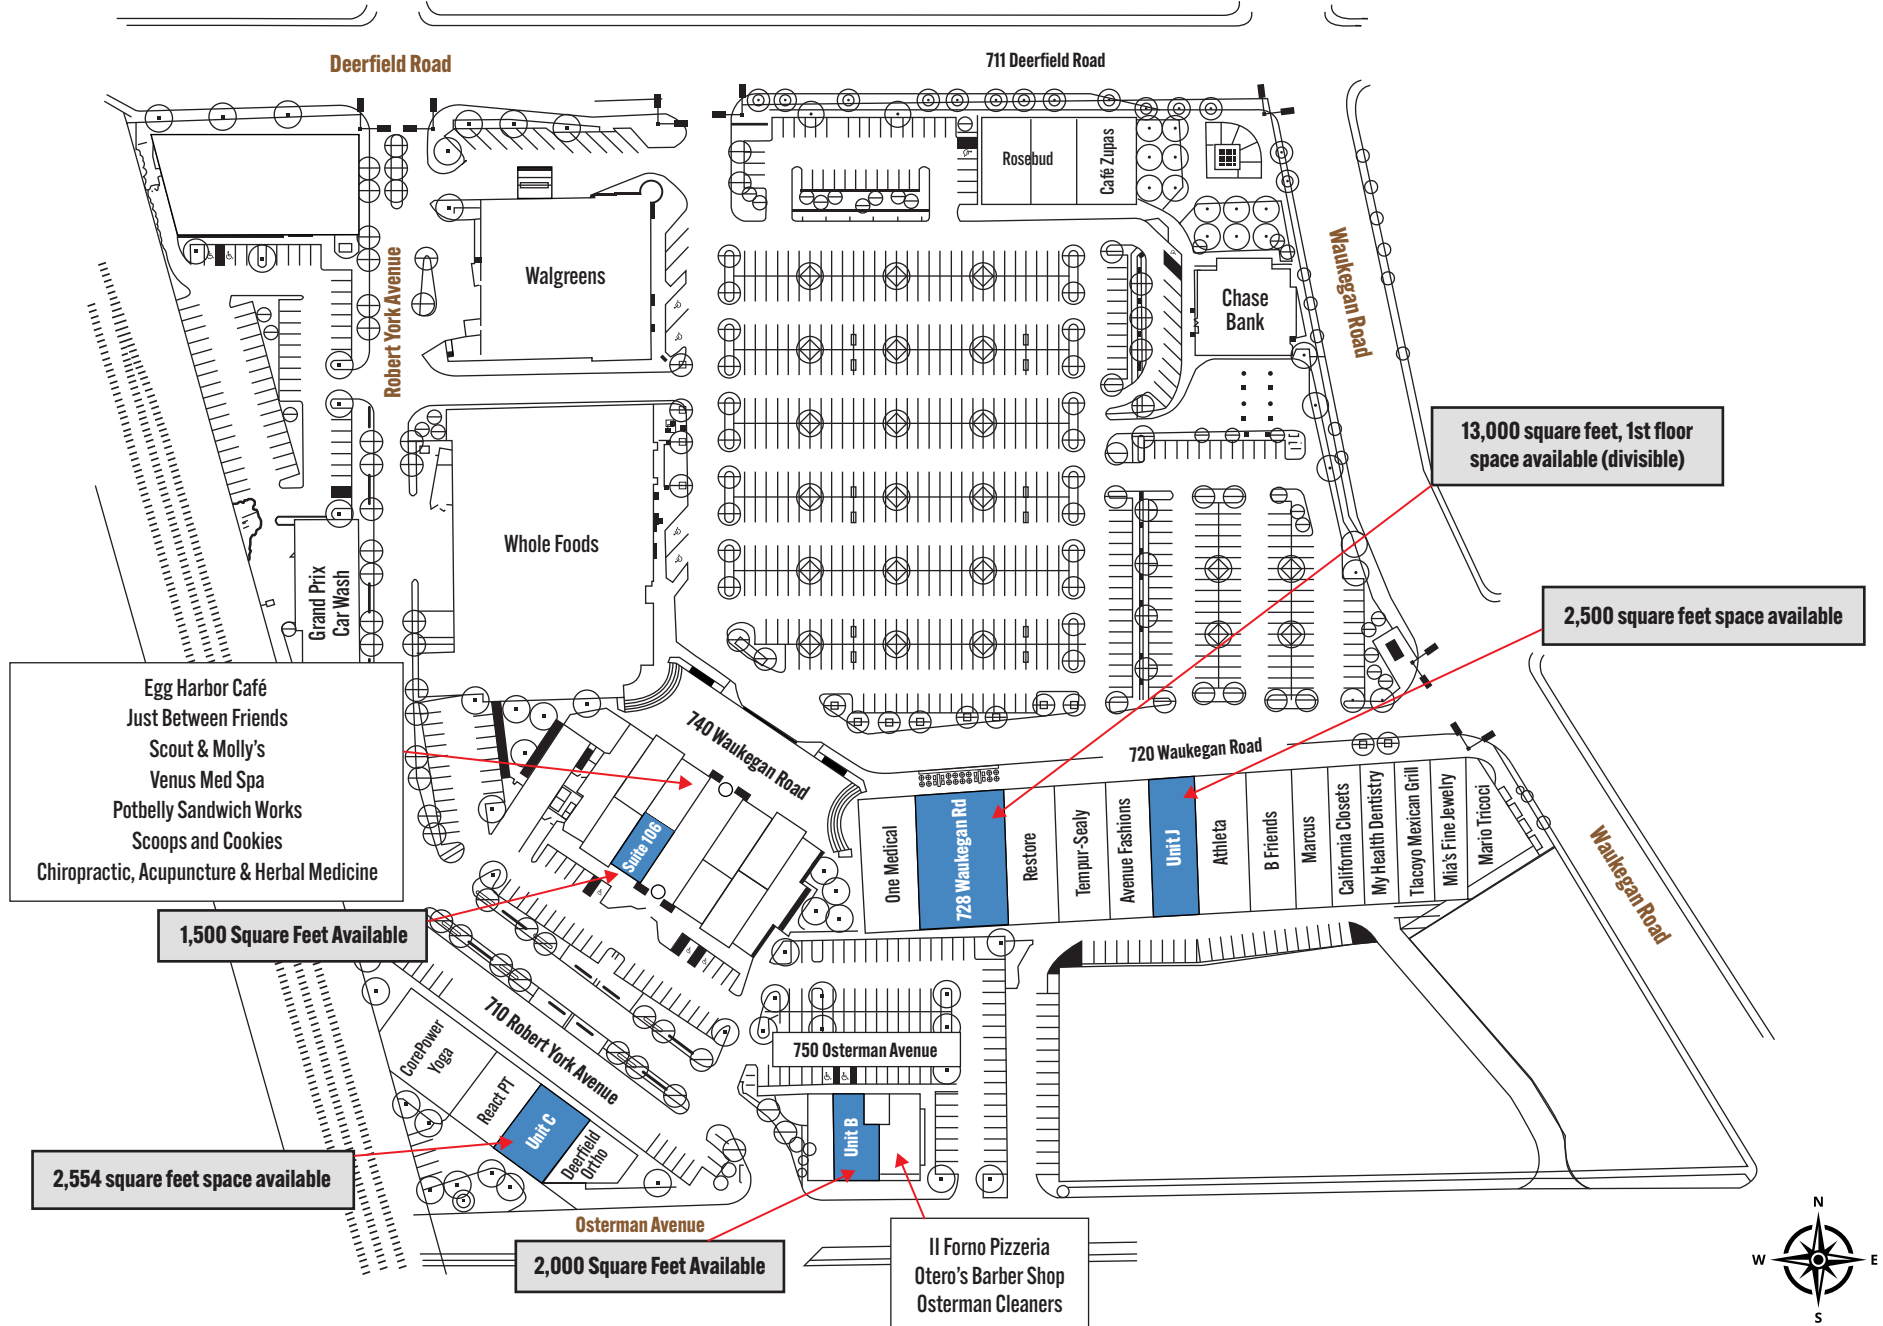 Deerfield Road
711 Deerfield Road
Rosebud
Café Zupas
Walgreens
Robert York Avenue
Chase
Bank
Waukegan Road
13,000 square feet, 1st floor
space available (divisible)
Whole Foods
Grand Prix
Car Wash
2,500 square feet space available
Egg Harbor Café
Just Between Friends
Scout & Molly's
Venus Med Spa
Potbelly Sandwich Works
Scoops and Cookies
Chiropractic, Acupuncture & Herbal Medicine
740 Waukegan Road
720 Waukegan Road
Suite 106
One Medical
728 Waukegan Rd
Restore
Tempur-Sealy
Avenue Fashions
Unit J
Athleta
B Friends
Marcus
California Closets
My Health Dentistry
Tlacoyo Mexican Grill
Mia's Fine Jewelry
Mario Tricoci
Waukegan Road
1,500 Square Feet Available
710 Robert York Avenue
CorePower
Yoga
React PT
Unit C
Deerfield
Ortho
750 Osterman Avenue
Unit B
2,554 square feet space available
Osterman Avenue
2,000 Square Feet Available
Il Forno Pizzeria
Otero's Barber Shop
Osterman Cleaners
N
W
E
S